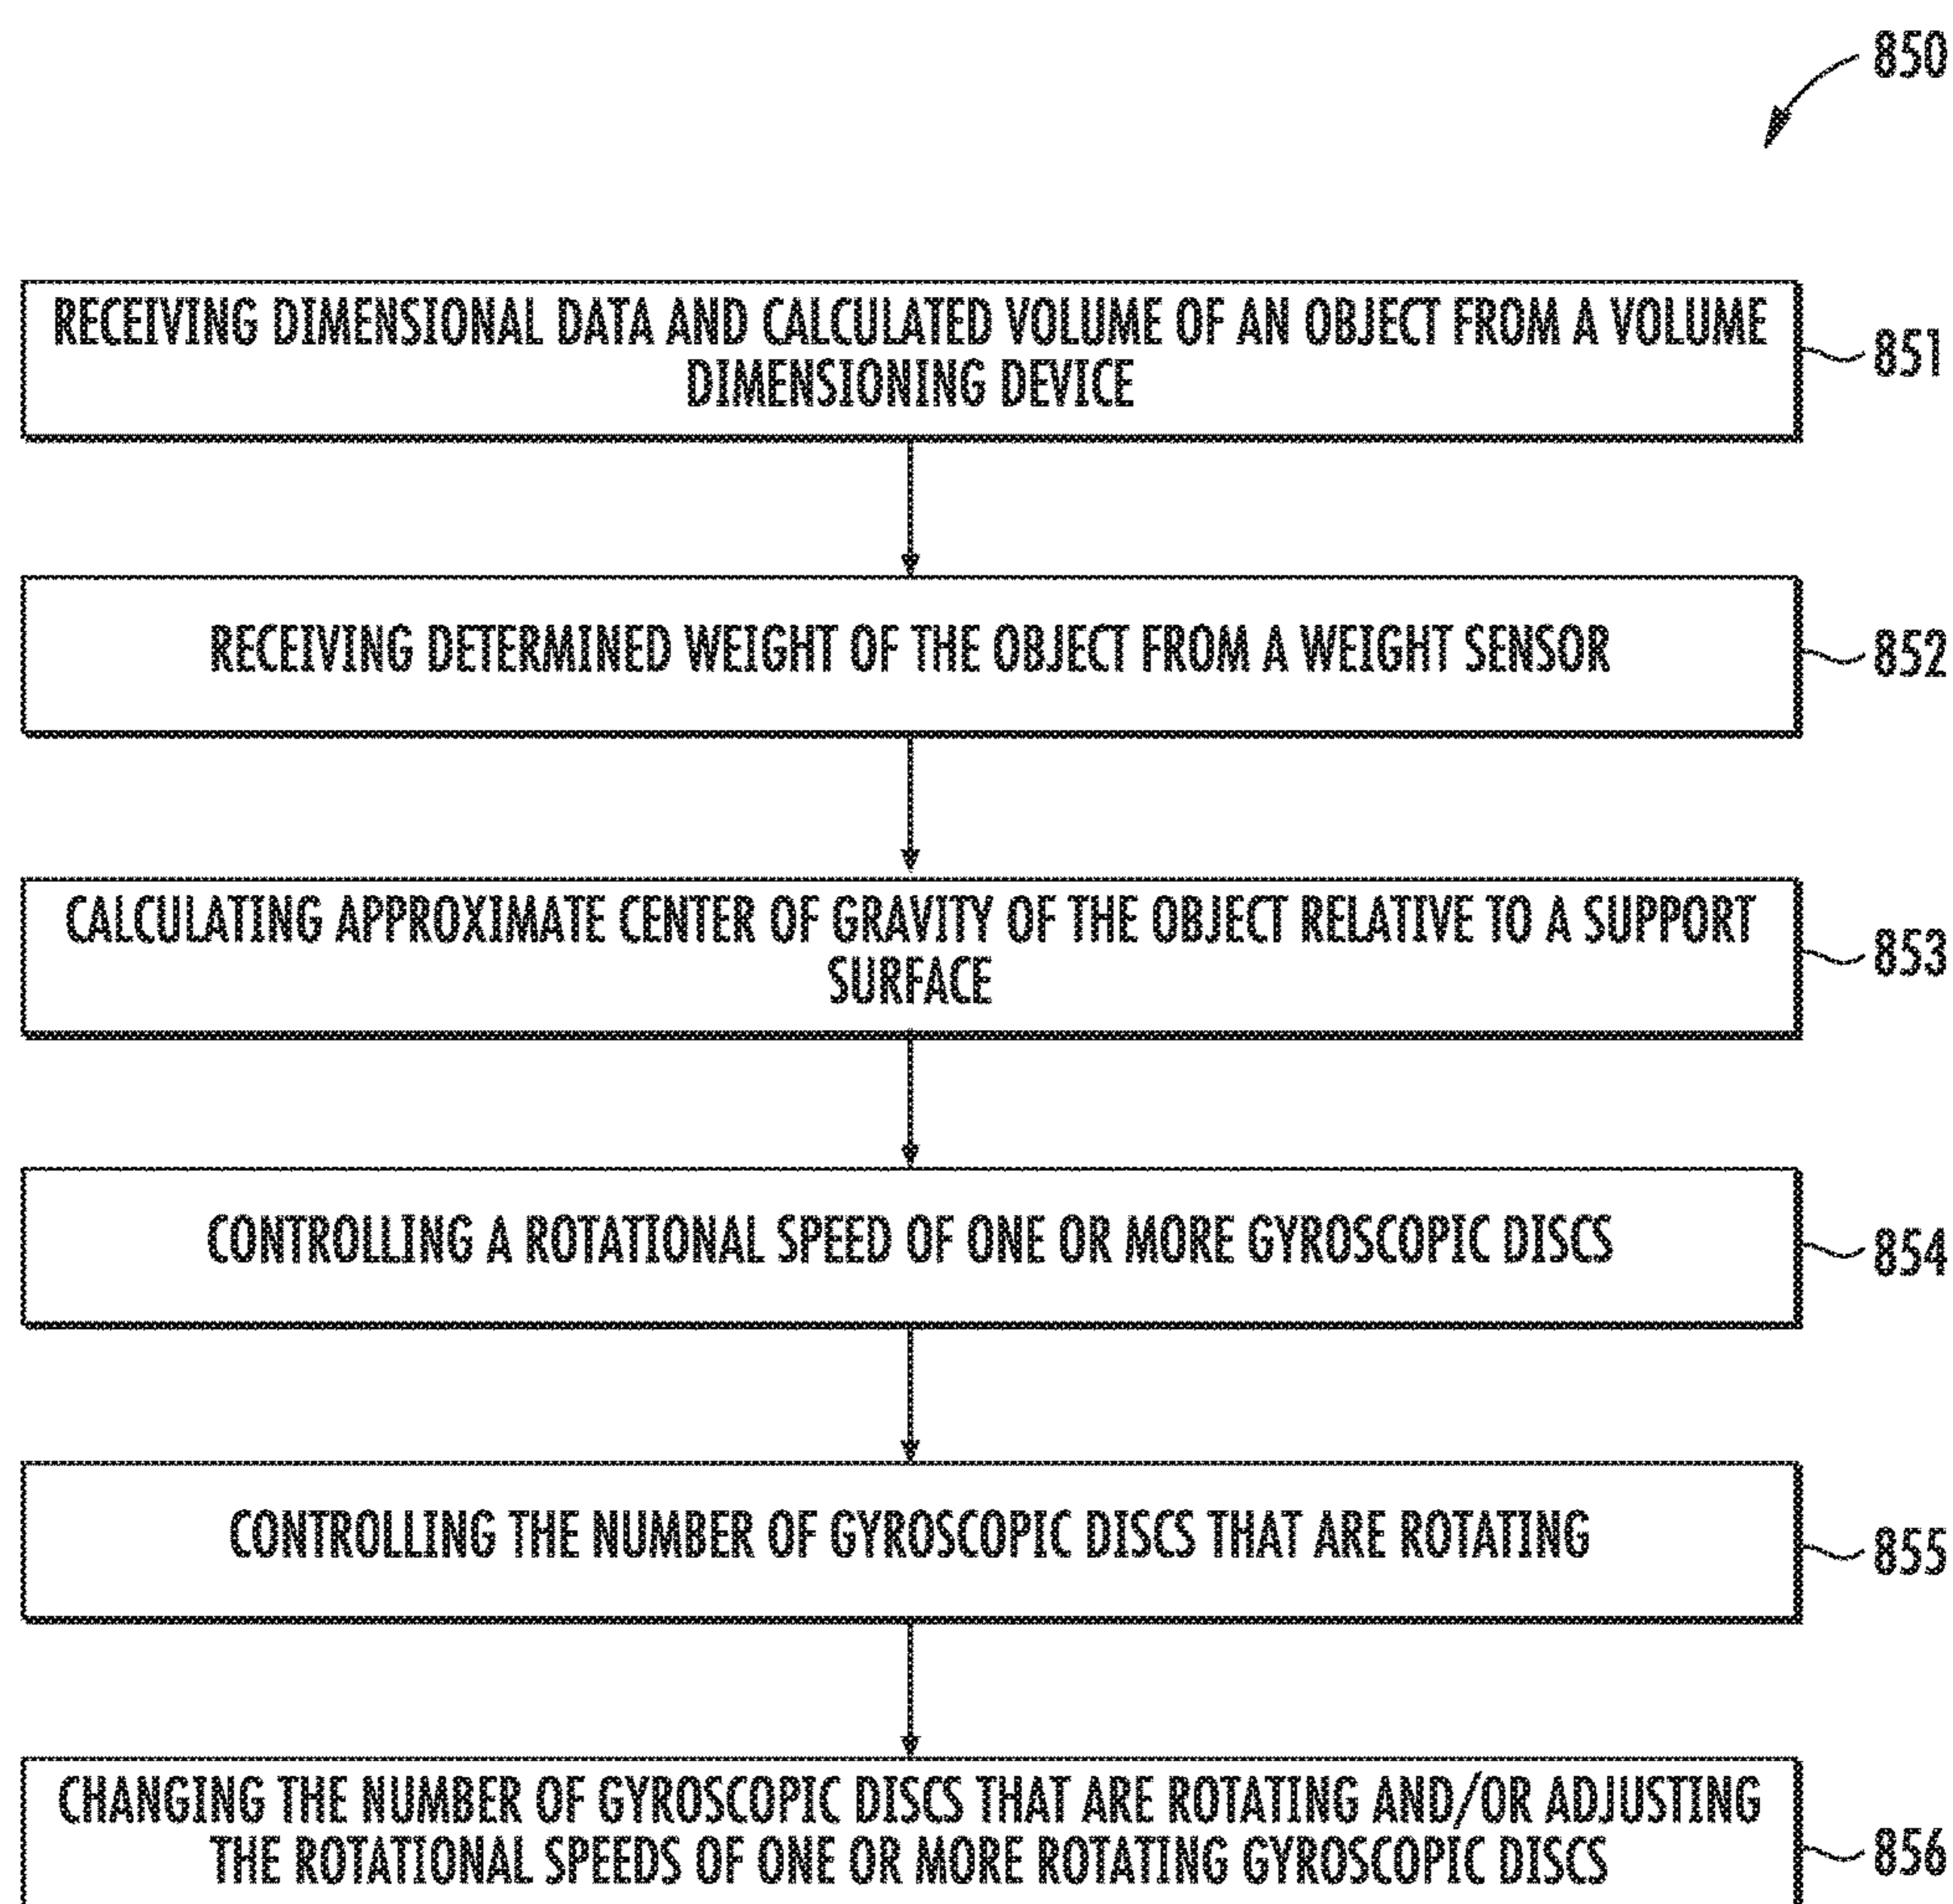 850
RECEIVING DIMENSIONAL DATA AND CALCULATED VOLUME OF AN OBJECT FROM A VOLUME
DIMENSIONING DEVICE
851
RECEIVING DETERMINED WEIGHT OF THE OBJECT FROM A WEIGHT SENSOR
852
CALCULATING APPROXIMATE CENTER OF GRAVITY OF THE OBJECT RELATIVE TO A SUPPORT
SURFACE
853
CONTROLLING A ROTATIONAL SPEED OF ONE OR MORE GYROSCOPIC DISCS
854
CONTROLLING THE NUMBER OF GYROSCOPIC DISCS THAT ARE ROTATING
855
CHANGING THE NUMBER OF GYROSCOPIC DISCS THAT ARE ROTATING AND/OR ADJUSTING
THE ROTATIONAL SPEEDS OF ONE OR MORE ROTATING GYROSCOPIC DISCS
856